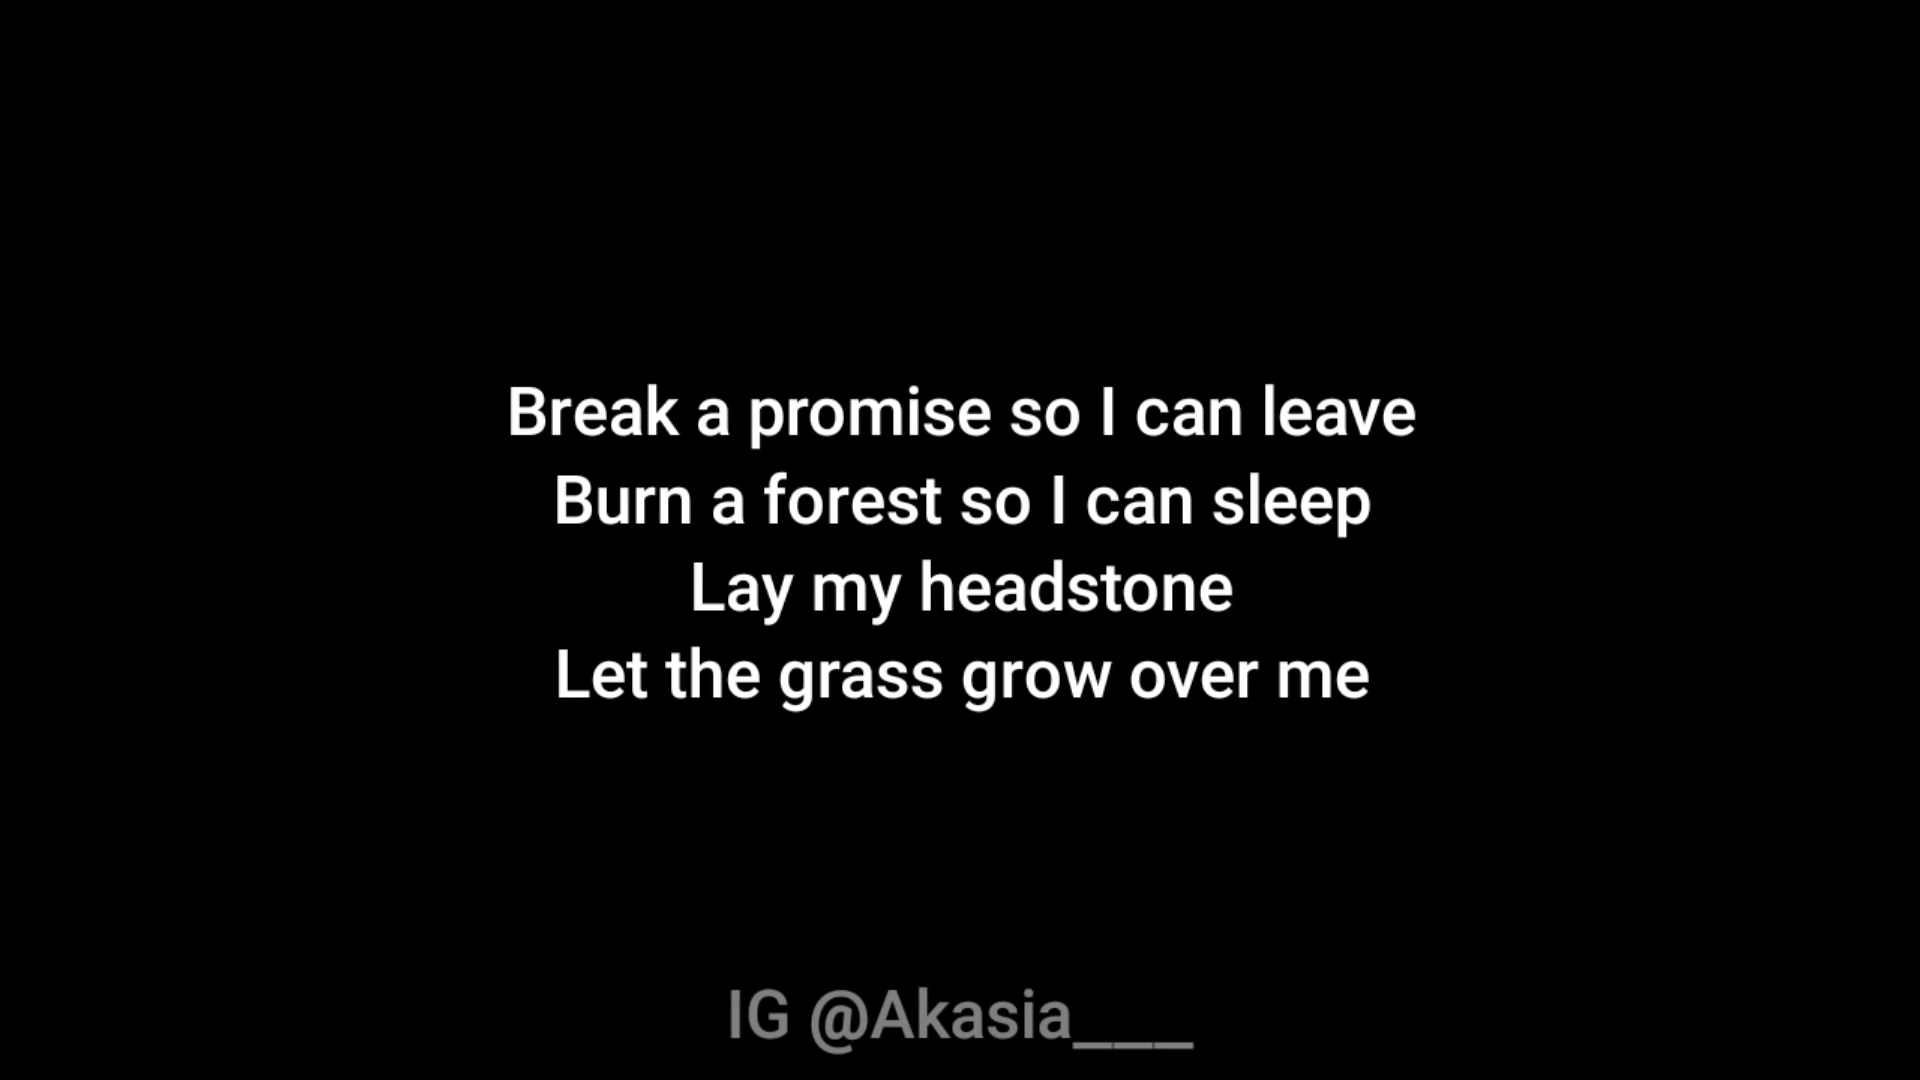 Break a promise so I can leave
Burn a forest so I can sleep
Lay my headstone
Let the grass grow over me
IG @Akasia___